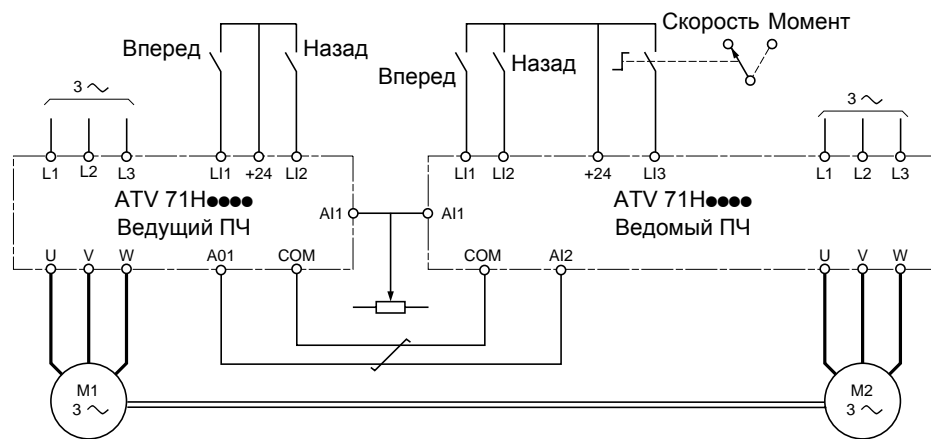 Скорость Момент
Вперед Назад
Вперед Назад
3 ~
3 ~
L1 L2 L3 LI1 +24 LI2
LI1 LI2 +24 LI3 L1 L2 L3
ATV 71H●●●●
Ведущий ПЧ
AI1
AI1
ATV 71H●●●●
Ведомый ПЧ
U V W A01 COM
COM AI2 U V W
M1
3 ~
M2
3 ~